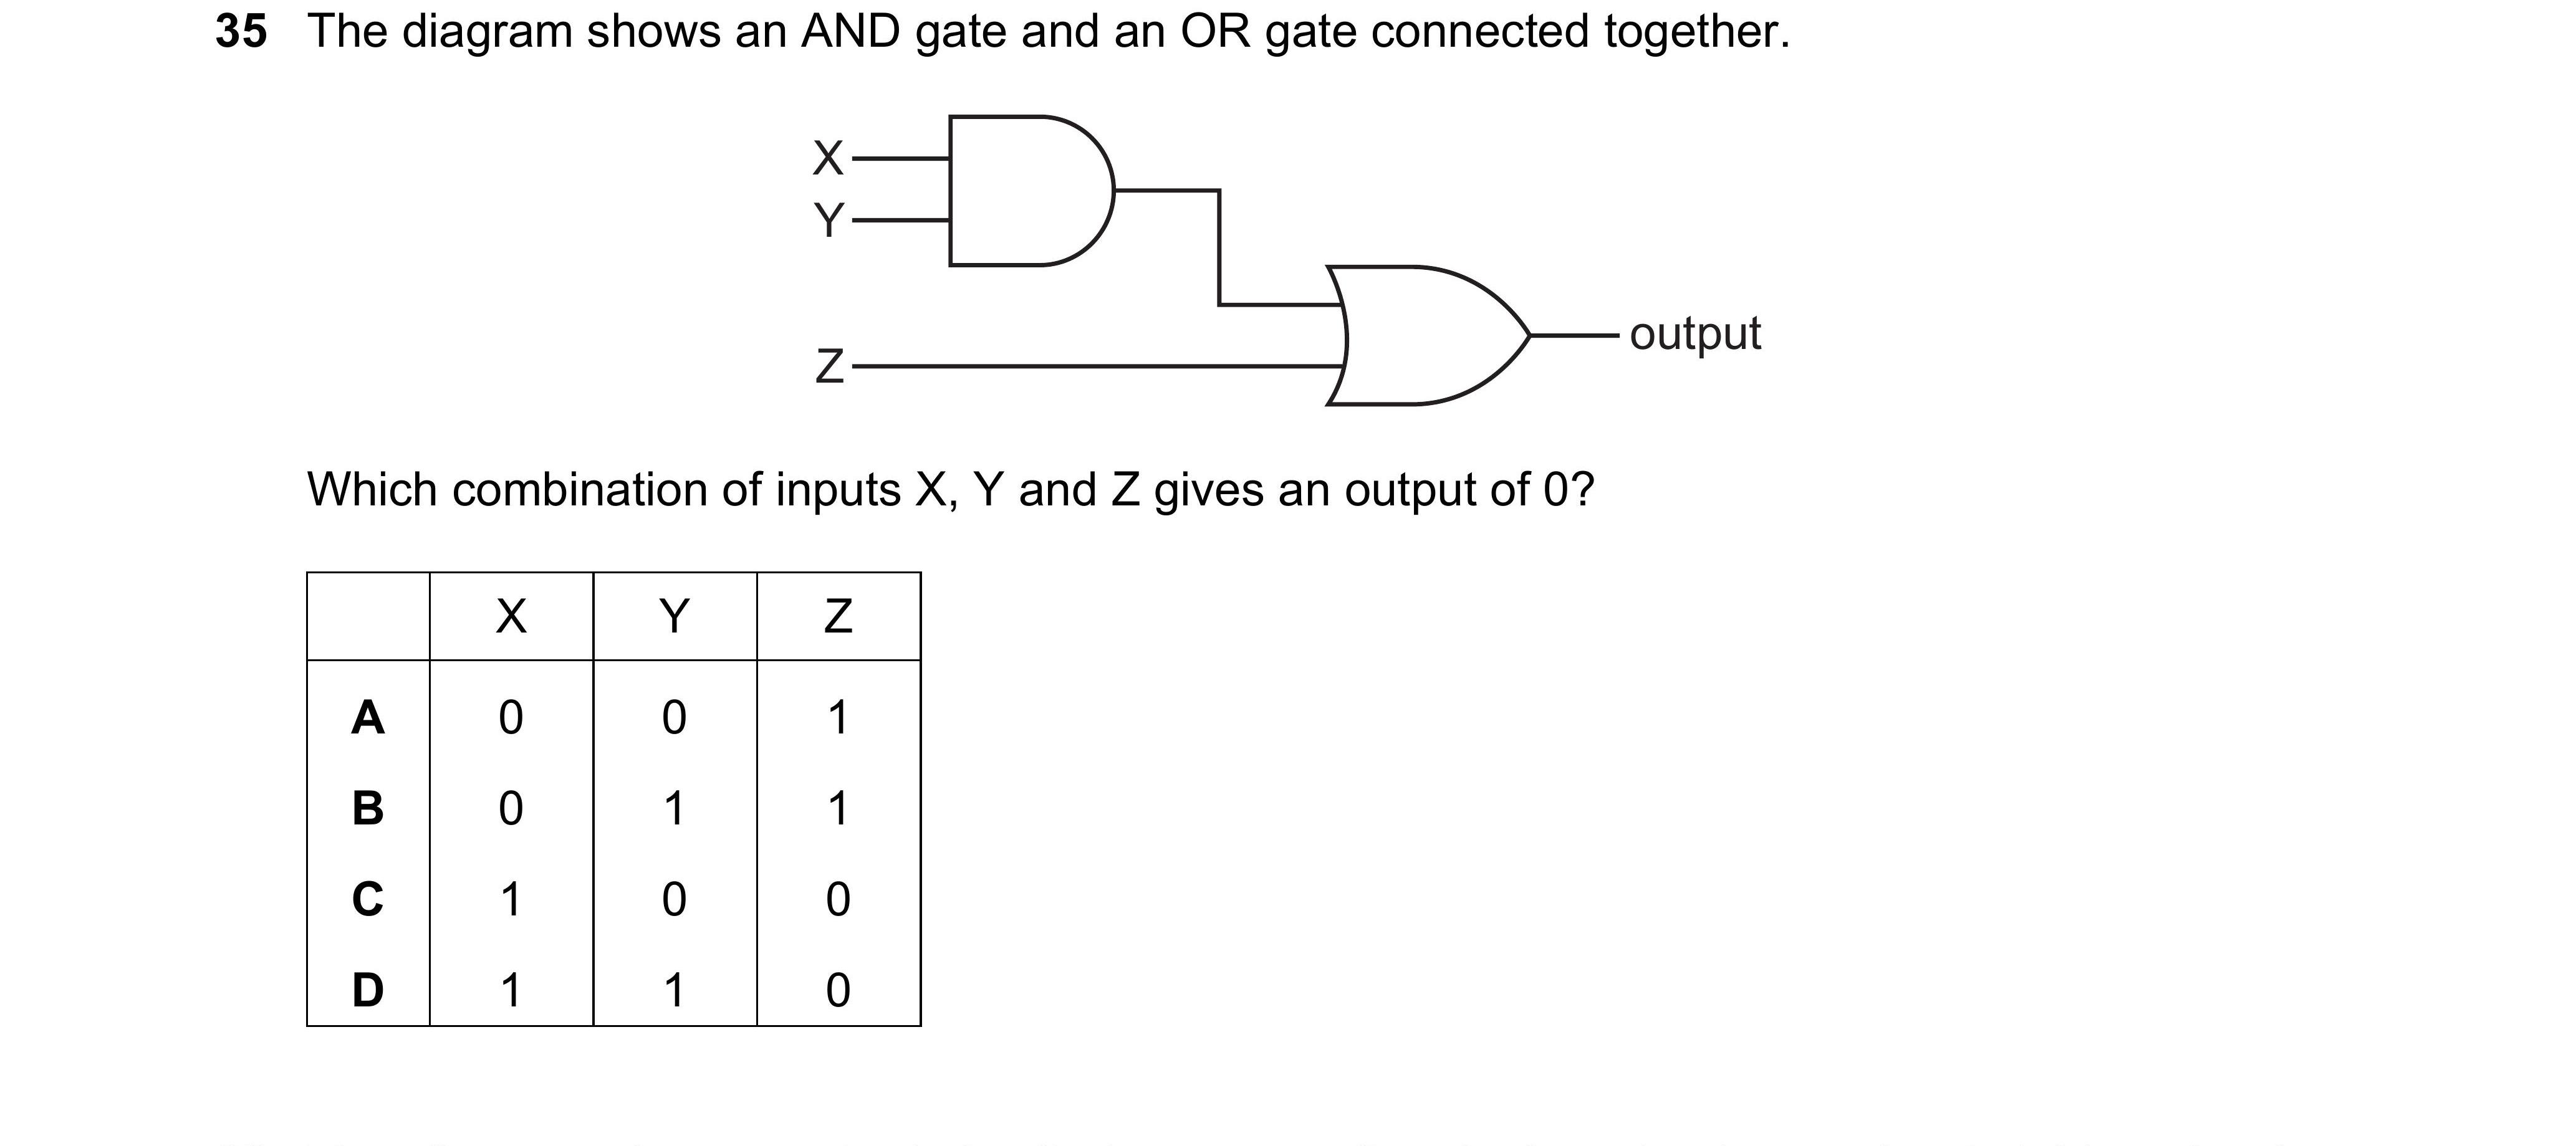 35 The diagram shows an AND gate and an OR gate connected together.
X
Y
Z
output
Which combination of inputs X, Y and Z gives an output of 0?
X Y Z
A 0 0 1
B 0 1 1
C 1 0 0
D 1 1 0